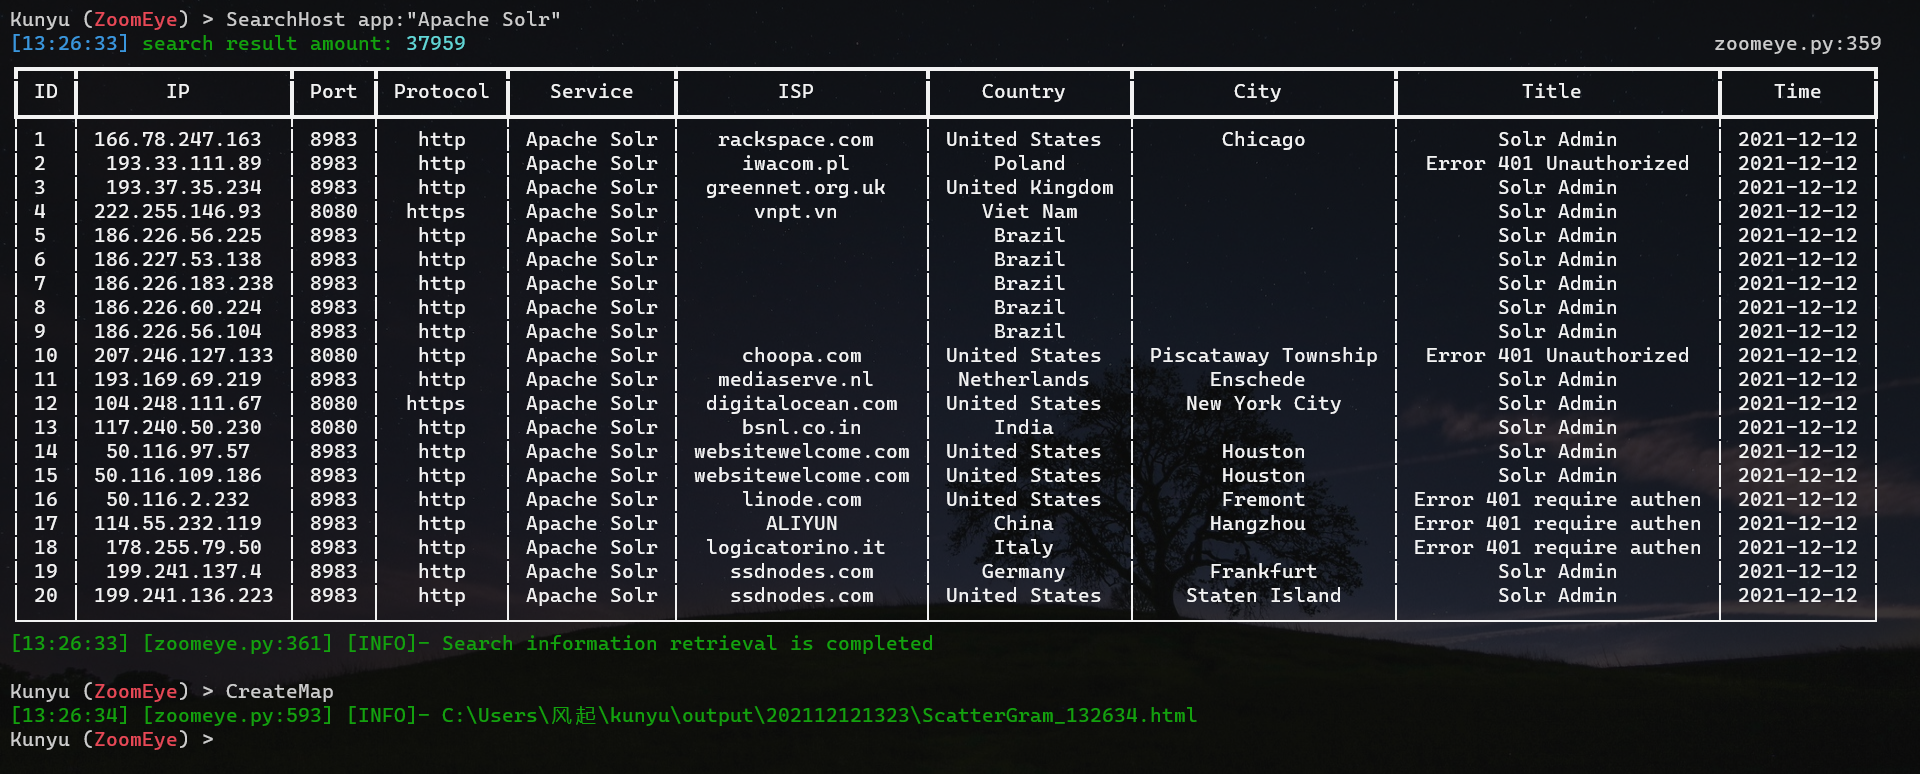 Kunyu (ZoomEye) > SearchHost app:"Apache Solr"
[13:26:33] search result amount: 37959 zoomeye.py:359
ID IP Port Protocol Service ISP Country City Title Time
1 166.78.247.163 8983 http Apache Solr rackspace.com United States Chicago Solr Admin 2021-12-12
2 193.33.111.89 8983 http Apache Solr iwacom.pl Poland Error 401 Unauthorized 2021-12-12
3 193.37.35.234 8983 http Apache Solr greennet.org.uk United Kingdom Solr Admin 2021-12-12
4 222.255.146.93 8080 https Apache Solr vnpt.vn Viet Nam Solr Admin 2021-12-12
5 186.226.56.225 8983 http Apache Solr Brazil Solr Admin 2021-12-12
6 186.227.53.138 8983 http Apache Solr Brazil Solr Admin 2021-12-12
7 186.226.183.238 8983 http Apache Solr Brazil Solr Admin 2021-12-12
8 186.226.60.224 8983 http Apache Solr Brazil Solr Admin 2021-12-12
9 186.226.56.104 8983 http Apache Solr Brazil Solr Admin 2021-12-12
10 207.246.127.133 8080 http Apache Solr choopa.com United States Piscataway Township Error 401 Unauthorized 2021-12-12
11 193.169.69.219 8983 http Apache Solr mediaserve.nl Netherlands Enschede Solr Admin 2021-12-12
12 104.248.111.67 8080 https Apache Solr digitalocean.com United States New York City Solr Admin 2021-12-12
13 117.240.50.230 8080 http Apache Solr bsnl.co.in India Solr Admin 2021-12-12
14 50.116.97.57 8983 http Apache Solr websitewelcome.com United States Houston Solr Admin 2021-12-12
15 50.116.109.186 8983 http Apache Solr websitewelcome.com United States Houston Solr Admin 2021-12-12
16 50.116.2.232 8983 http Apache Solr linode.com United States Fremont Error 401 require authen 2021-12-12
17 114.55.232.119 8983 http Apache Solr ALIYUN China Hangzhou Error 401 require authen 2021-12-12
18 178.255.79.50 8983 http Apache Solr logicatorino.it Italy Error 401 require authen 2021-12-12
19 199.241.137.4 8983 http Apache Solr ssdnodes.com Germany Frankfurt Solr Admin 2021-12-12
20 199.241.136.223 8983 http Apache Solr ssdnodes.com United States Staten Island Solr Admin 2021-12-12
[13:26:33] [zoomeye.py:361] [INFO]- Search information retrieval is completed
Kunyu (ZoomEye) > CreateMap
[13:26:34] [zoomeye.py:593] [INFO]- C:\Users\风起\kunyu\output\202112121323\ScatterGram_132634.html
Kunyu (ZoomEye) >